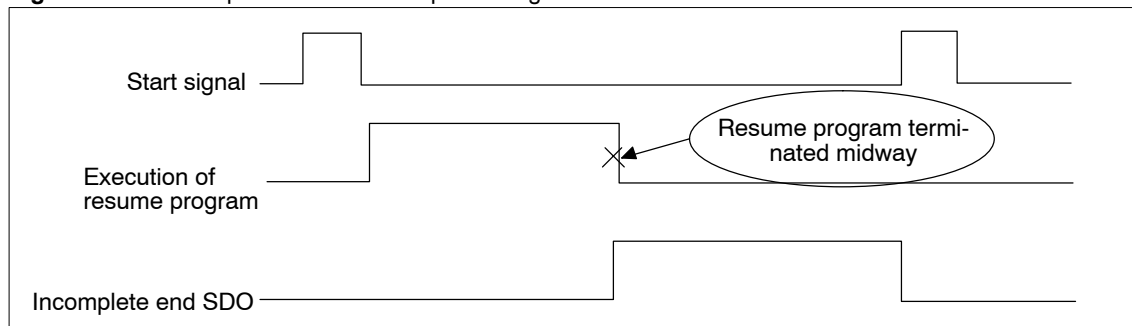 Start signal
Resume program termi-
nated midway
Execution of
resume program
Incomplete end SDO